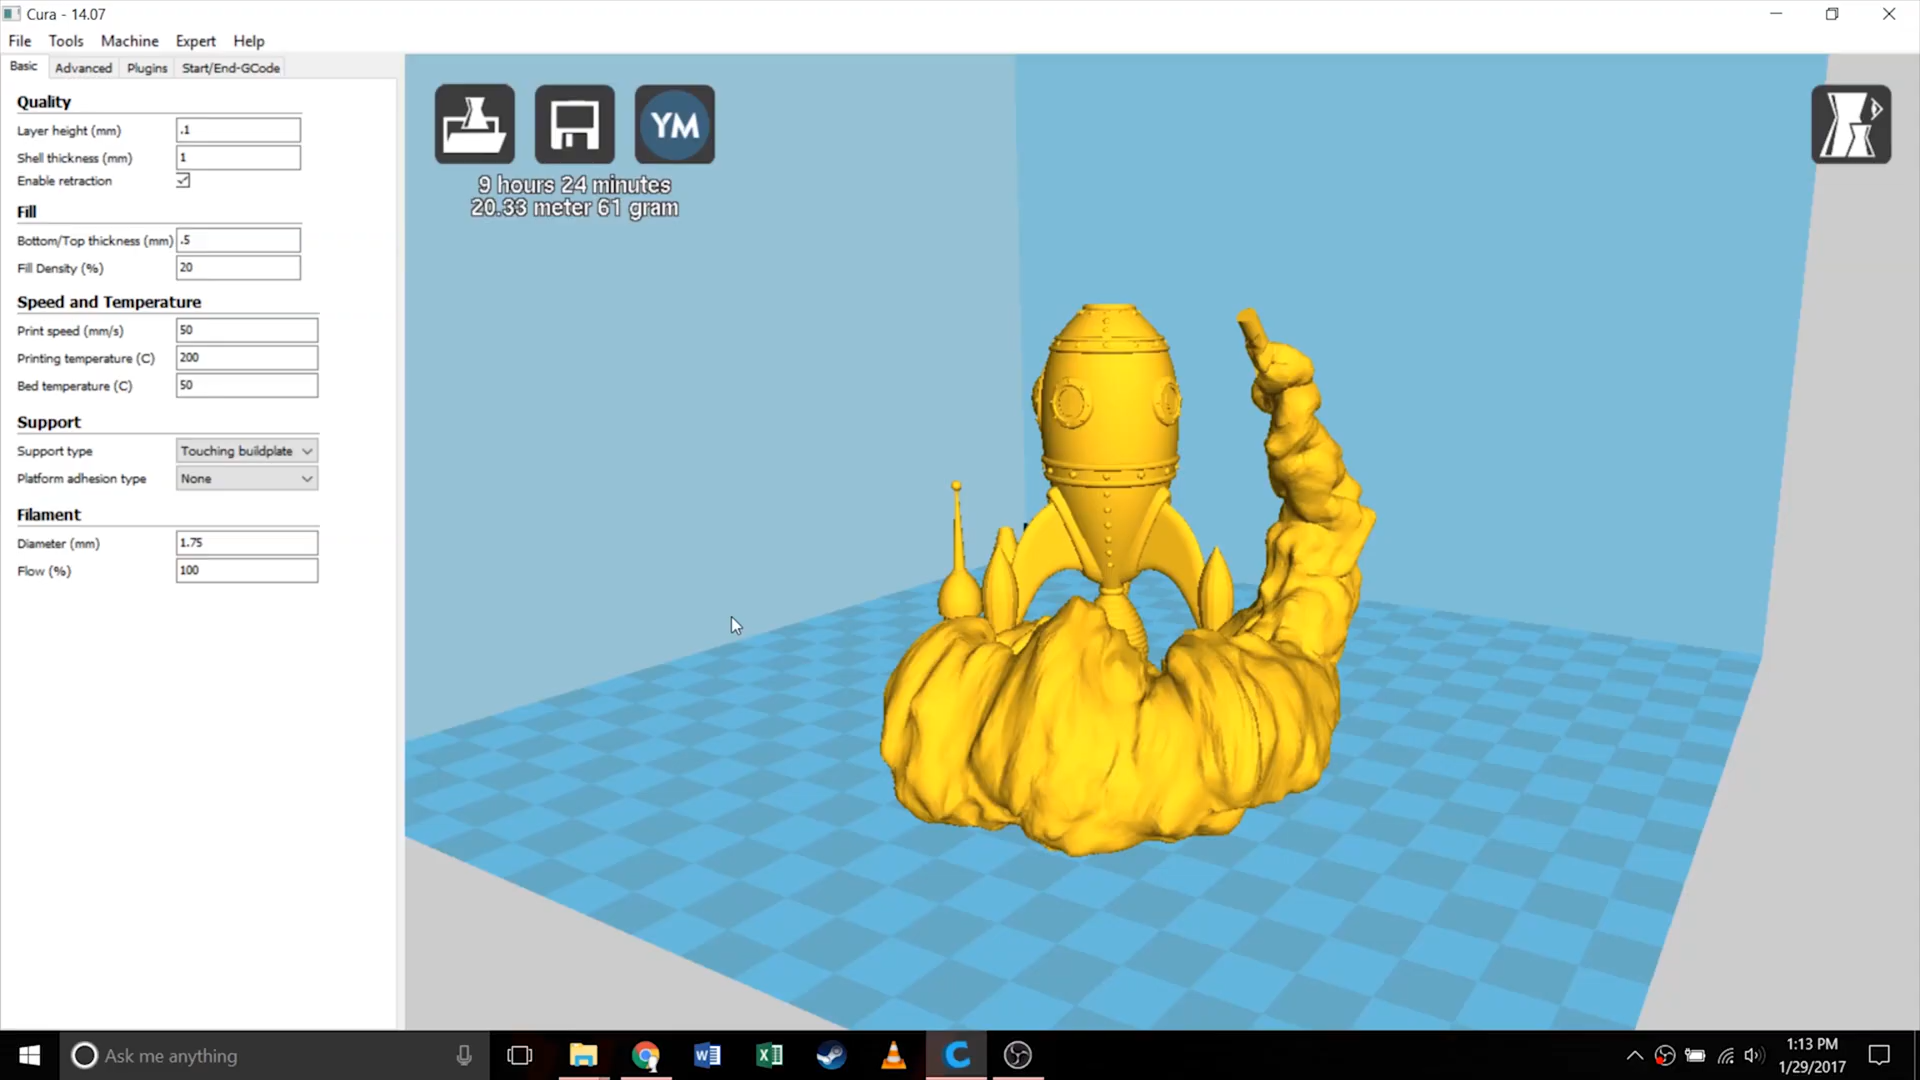 Cura - 14.07
File Tools Machine Expert Help
Basic Advanced Plugins Start/End-GCode
Quality
Layer height (mm) .1
Shell thickness (mm) 1
Enable retraction
Fill
Bottom/Top thickness (mm) .5
Fill Density (%) 20
Speed and Temperature
Print speed (mm/s) 50
Printing temperature (C) 200
Bed temperature (C) 50
Support
Support type Touching buildplate
Platform adhesion type None
Filament
Diameter (mm) 1.75
Flow (%) 100
YM
9 hours 24 minutes
20.33 meter 61 gram
Ask me anything
1:13 PM
1/29/2017